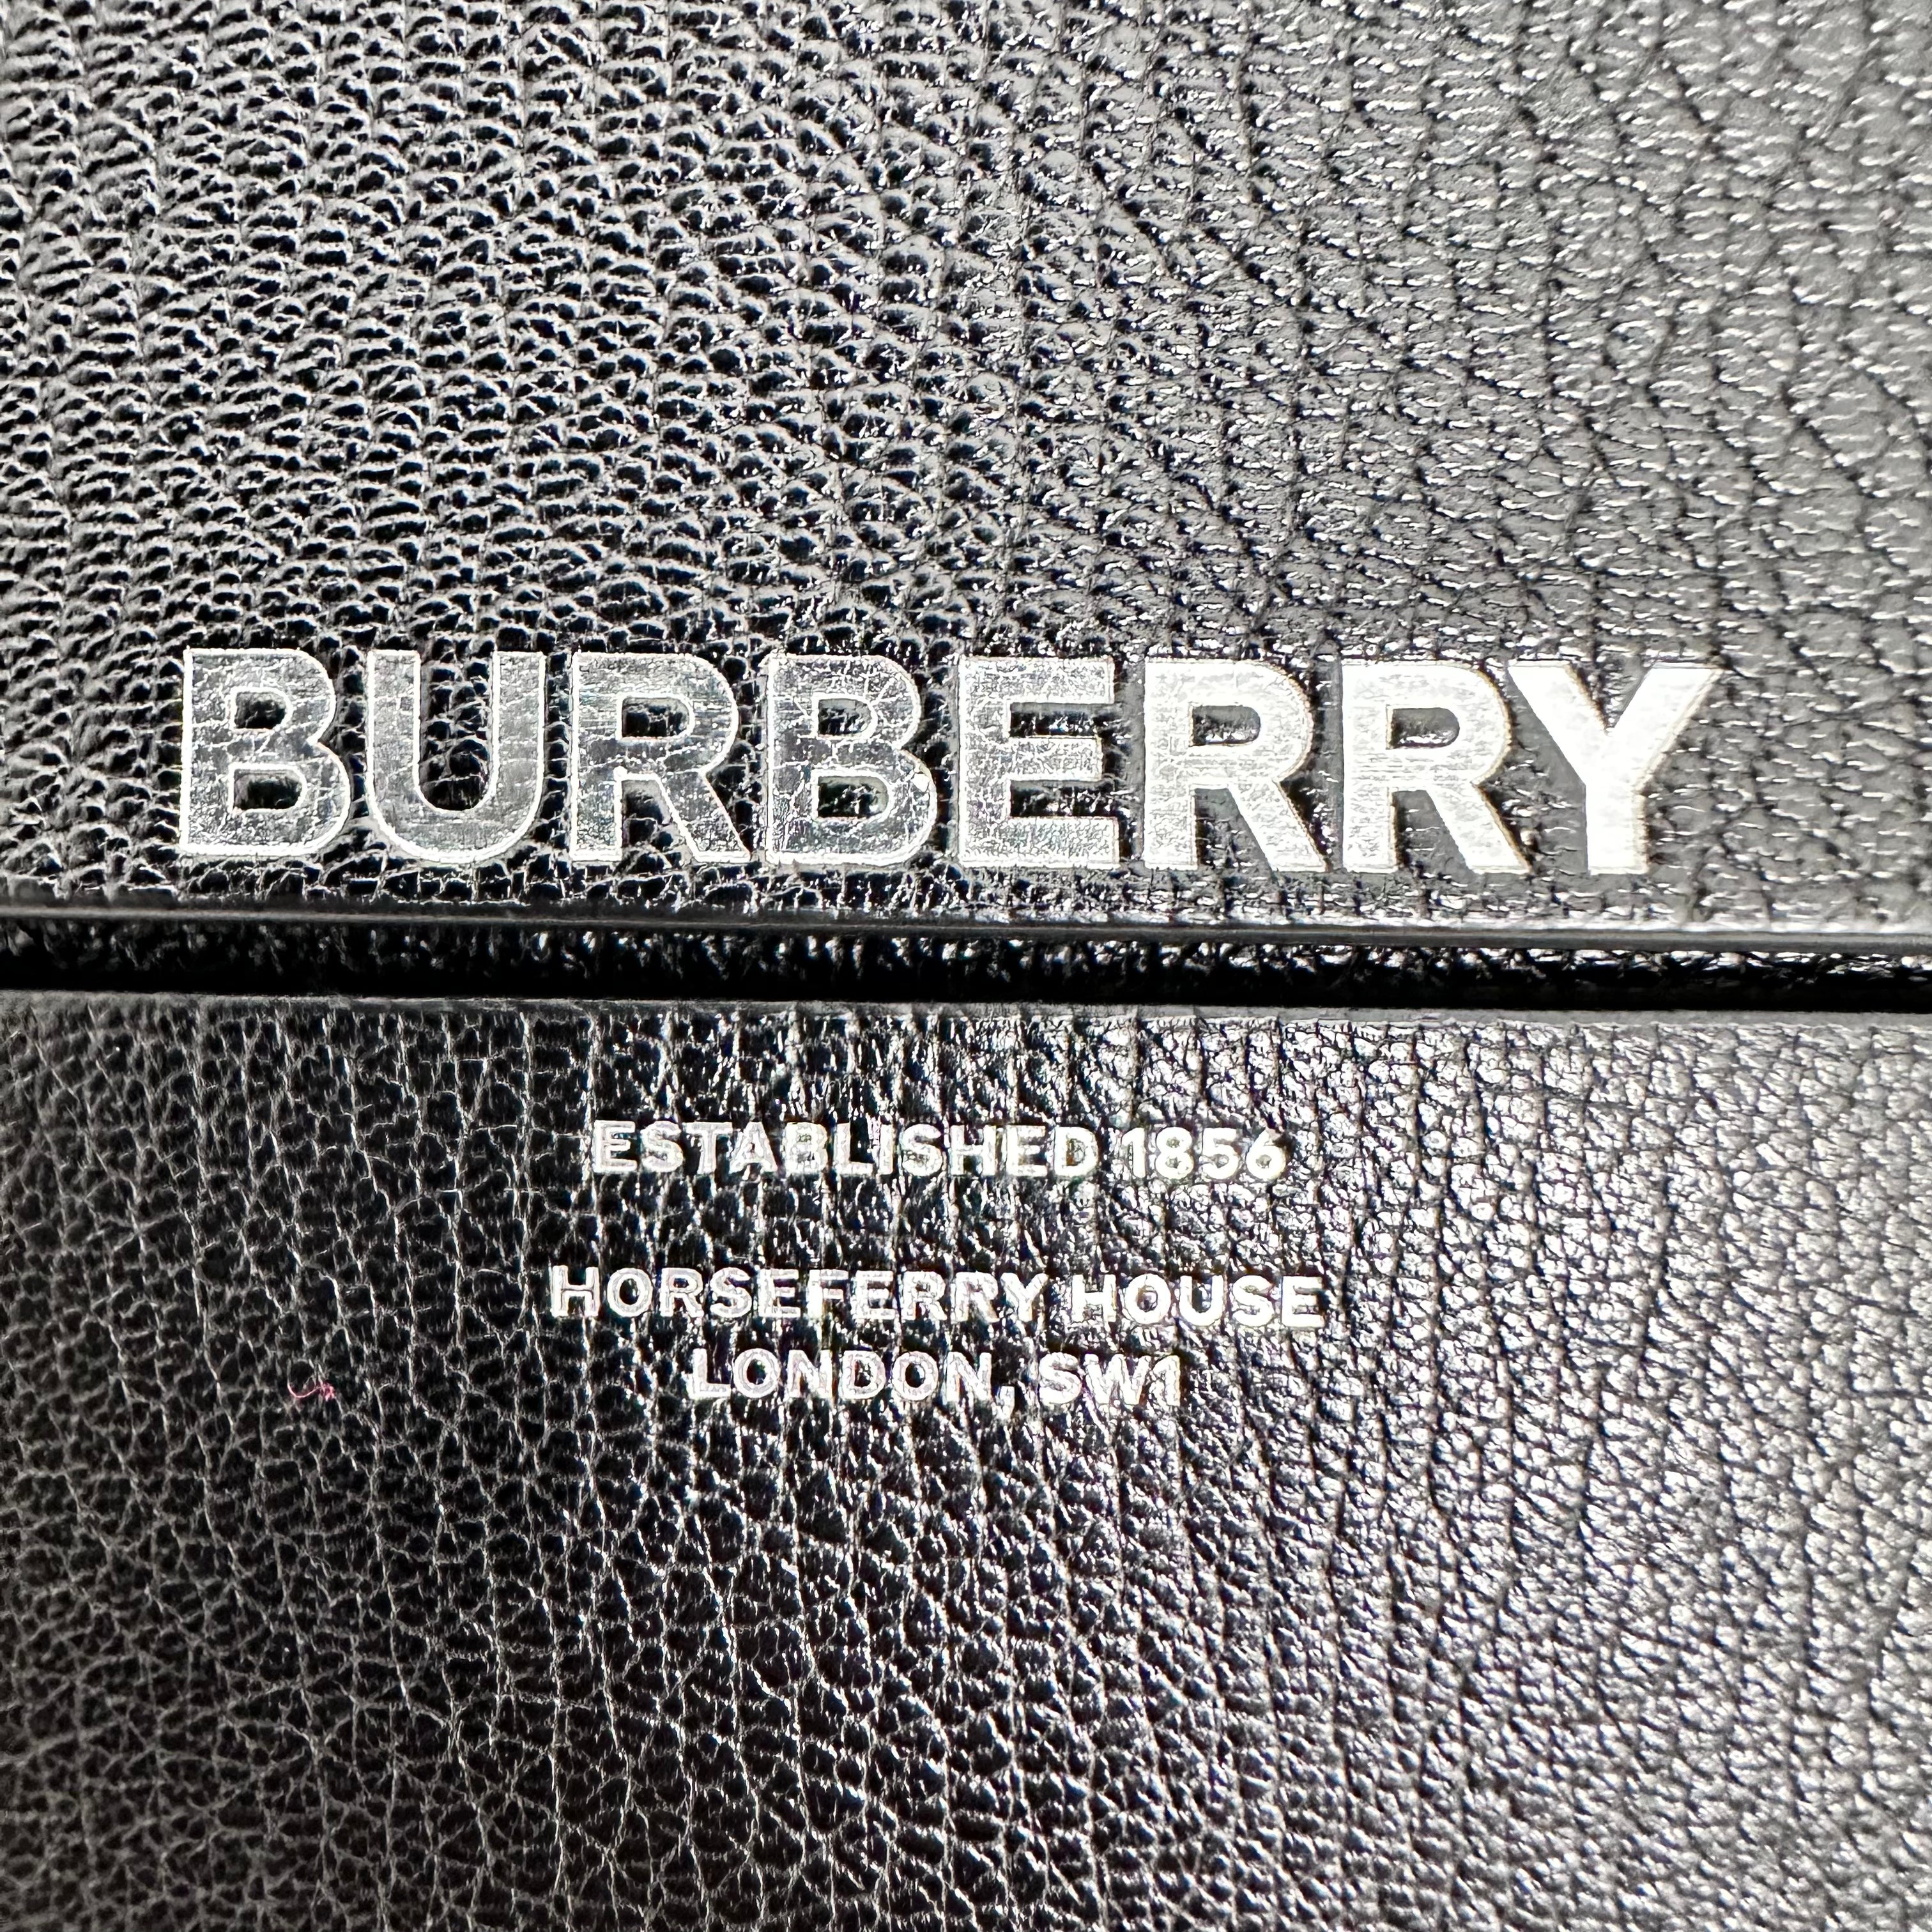 BURBERRY
ESTABLISHED 1856
HORSEFERRY HOUSE
LONDON, SW1